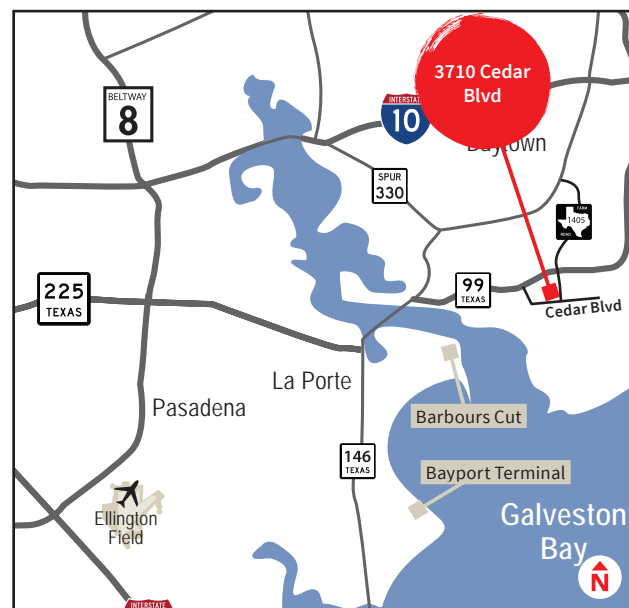 3710 Cedar
Blvd
BELTWAY
8
INTERSTATE
10
Baytown
SPUR
330
FARM
1405
ROAD
225
TEXAS
99
TEXAS
Cedar Blvd
La Porte
Pasadena
Barbours Cut
146
TEXAS
Bayport Terminal
Ellington
Field
Galveston
Bay
N
INTERSTATE